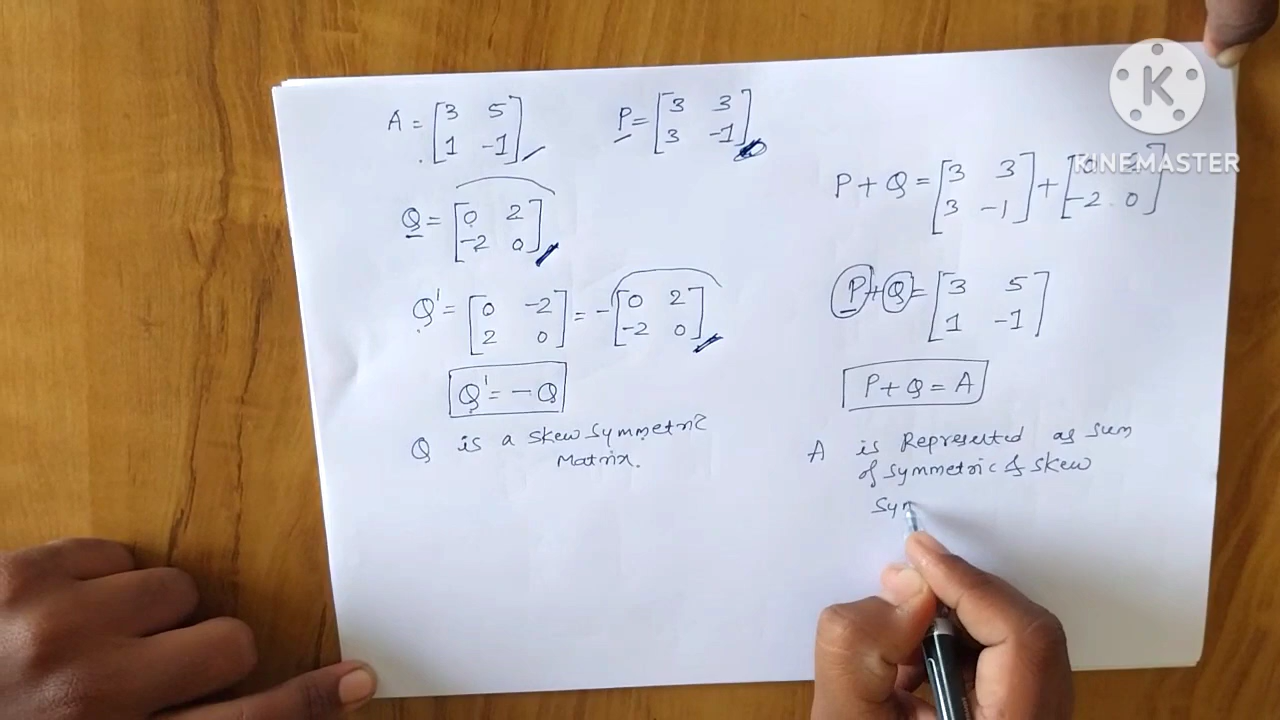 A = [3 5
1 -1]
P = [3 3
3 -1]
Q = [0 2
-2 0]
Q' = [0 -2
2 0] = -[0 2
-2 0]
Q' = - Q
Q is a skew symmetric
Matrix.
KINEMASTER
P + Q = [3 3
3 -1] + [0 2
-2 0]
P + Q = [3 5
1 -1]
P + Q = A
A is Represented as sum
of symmetric & skew
Sym